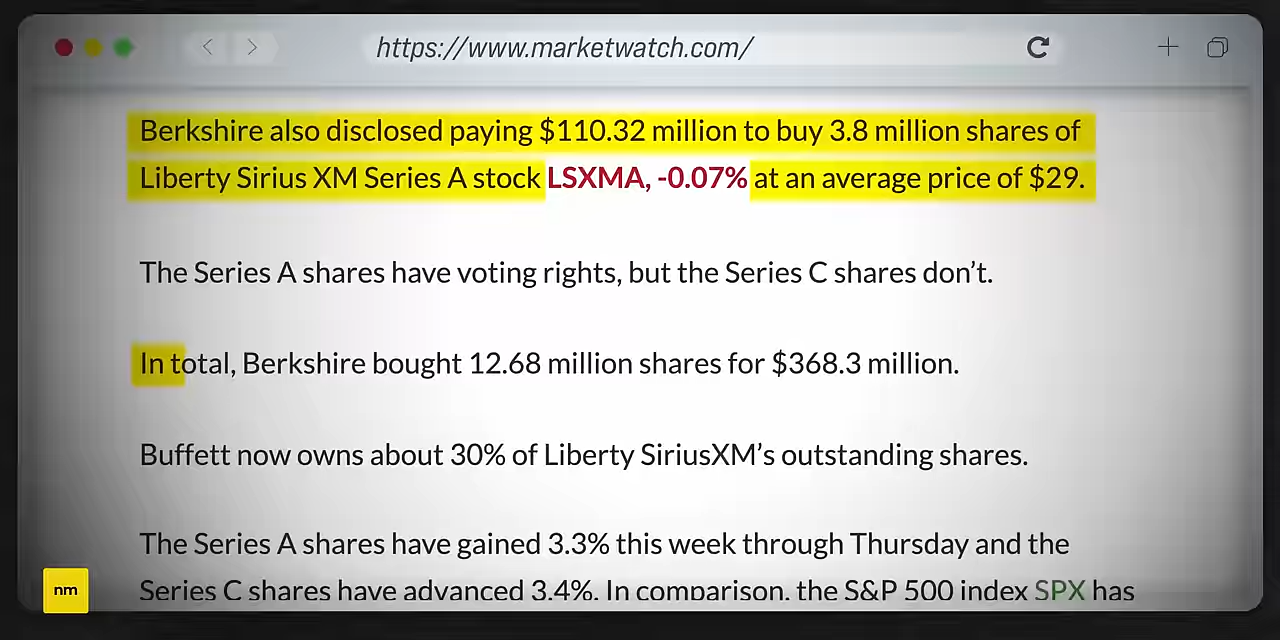 https://www.marketwatch.com/
Berkshire also disclosed paying $110.32 million to buy 3.8 million shares of
Liberty Sirius XM Series A stock LSXMA, -0.07% at an average price of $29.
The Series A shares have voting rights, but the Series C shares don’t.
In total, Berkshire bought 12.68 million shares for $368.3 million.
Buffett now owns about 30% of Liberty SiriusXM’s outstanding shares.
The Series A shares have gained 3.3% this week through Thursday and the
Series C shares have advanced 3.4%. In comparison, the S&P 500 index SPX has
nm